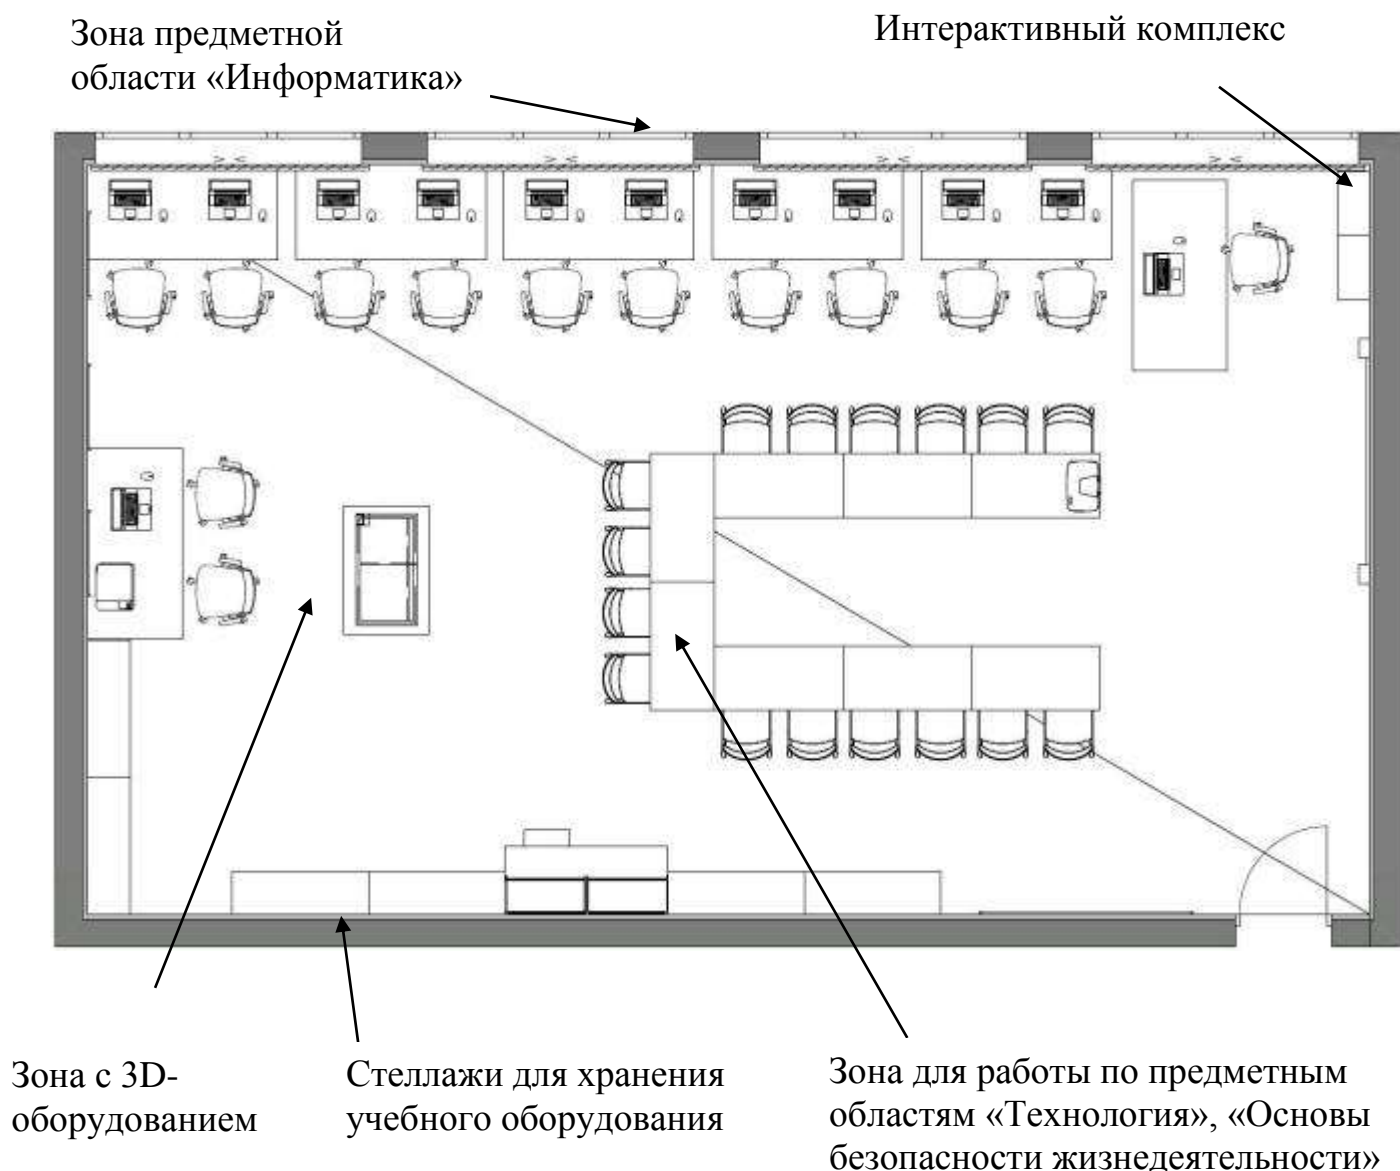 Зона предметной
области «Информатика»
Интерактивный комплекс
Зона с 3D-
оборудованием
Стеллажи для хранения
учебного оборудования
Зона для работы по предметным
областям «Технология», «Основы
безопасности жизнедеятельности»